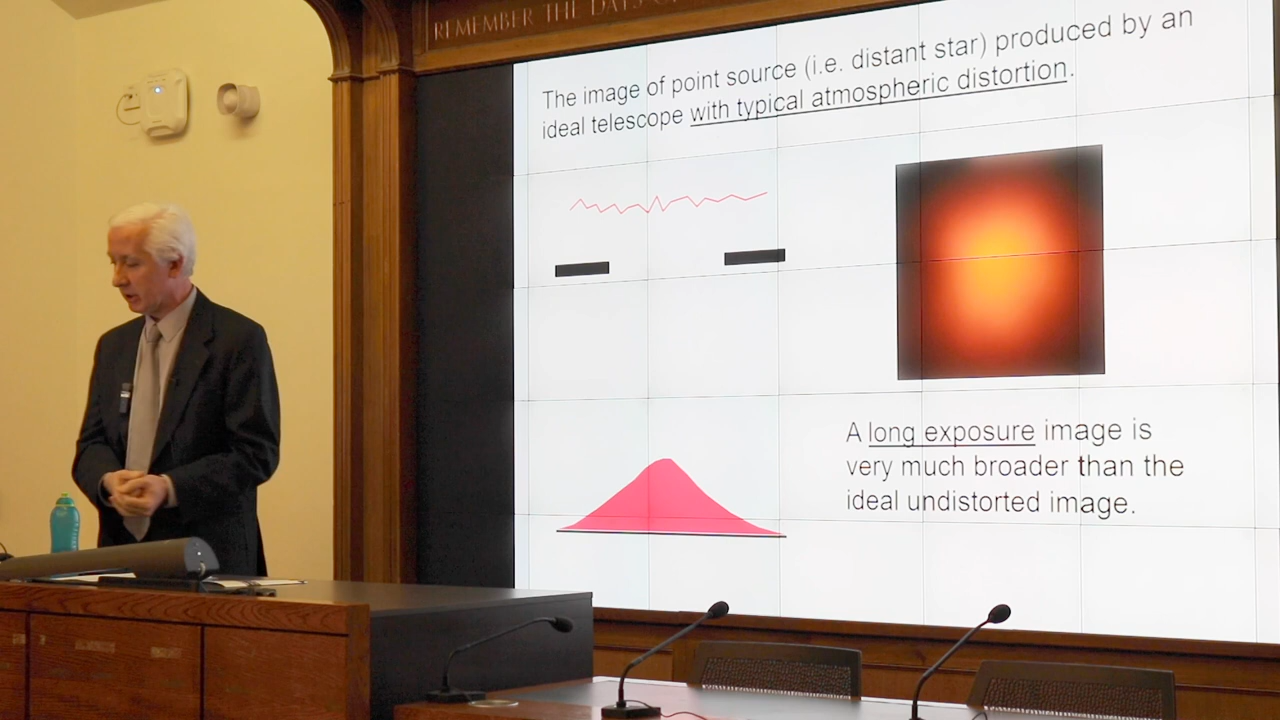 REMEMBER THE DAYS
The image of point source (i.e. distant star) produced by an
ideal telescope with typical atmospheric distortion.
A long exposure image is
very much broader than the
ideal undistorted image.